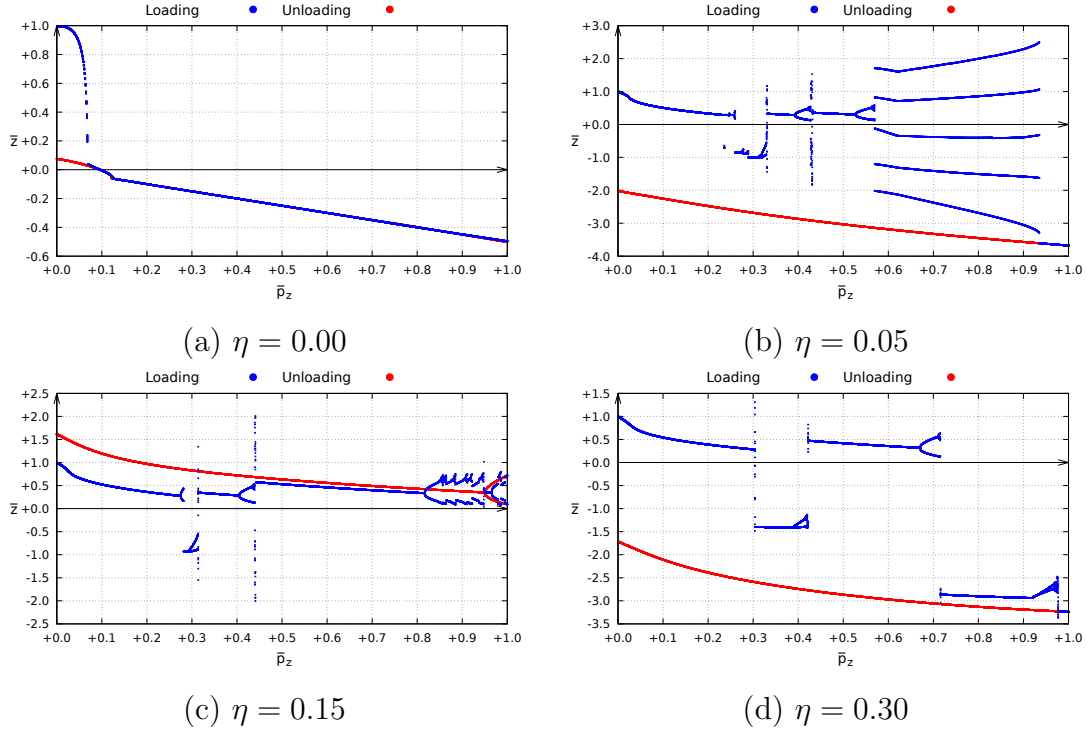 Loading Unloading
+1.0
+0.8
+0.6
+0.4
+0.2
z̄
+0.0
-0.2
-0.4
-0.6
+0.0 +0.1 +0.2 +0.3 +0.4 +0.5 +0.6 +0.7 +0.8 +0.9 +1.0
p̄z
(a) η = 0.00
Loading Unloading
+3.0
+2.0
+1.0
z̄
+0.0
-1.0
-2.0
-3.0
-4.0
+0.0 +0.1 +0.2 +0.3 +0.4 +0.5 +0.6 +0.7 +0.8 +0.9 +1.0
p̄z
(b) η = 0.05
Loading Unloading
+2.5
+2.0
+1.5
+1.0
+0.5
z̄
+0.0
-0.5
-1.0
-1.5
-2.0
-2.5
+0.0 +0.1 +0.2 +0.3 +0.4 +0.5 +0.6 +0.7 +0.8 +0.9 +1.0
p̄z
(c) η = 0.15
Loading Unloading
+1.5
+1.0
+0.5
+0.0
z̄
-0.5
-1.0
-1.5
-2.0
-2.5
-3.0
-3.5
+0.0 +0.1 +0.2 +0.3 +0.4 +0.5 +0.6 +0.7 +0.8 +0.9 +1.0
p̄z
(d) η = 0.30